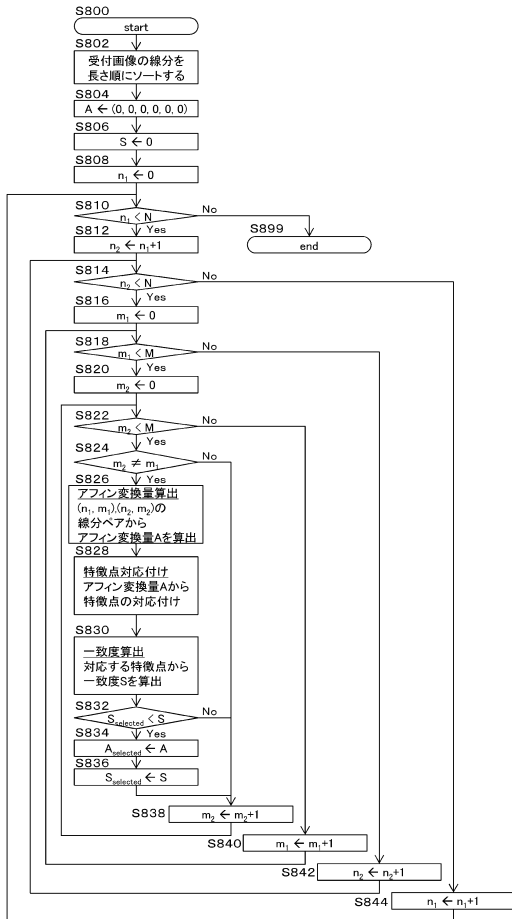 S800
start
S802
受付画像の線分を
長さ順にソートする
S804
A ← (0, 0, 0, 0, 0, 0)
S806
S ← 0
S808
n₁ ← 0
S810
n₁ < N
No
Yes
S899
end
S812
n₂ ← n₁+1
S814
n₂ < N
No
Yes
S816
m₁ ← 0
S818
m₁ < M
No
Yes
S820
m₂ ← 0
S822
m₂ < M
No
Yes
S824
m₂ ≠ m₁
No
Yes
S826
アフィン変換量算出
(n₁, m₁),(n₂, m₂)の
線分ペアから
アフィン変換量Aを算出
S828
特徴点対応付け
アフィン変換量Aから
特徴点の対応付け
S830
一致度算出
対応する特徴点から
一致度Sを算出
S832
Sselected < S
No
Yes
S834
Aselected ← A
S836
Sselected ← S
S838
m₂ ← m₂+1
S840
m₁ ← m₁+1
S842
n₂ ← n₂+1
S844
n₁ ← n₁+1